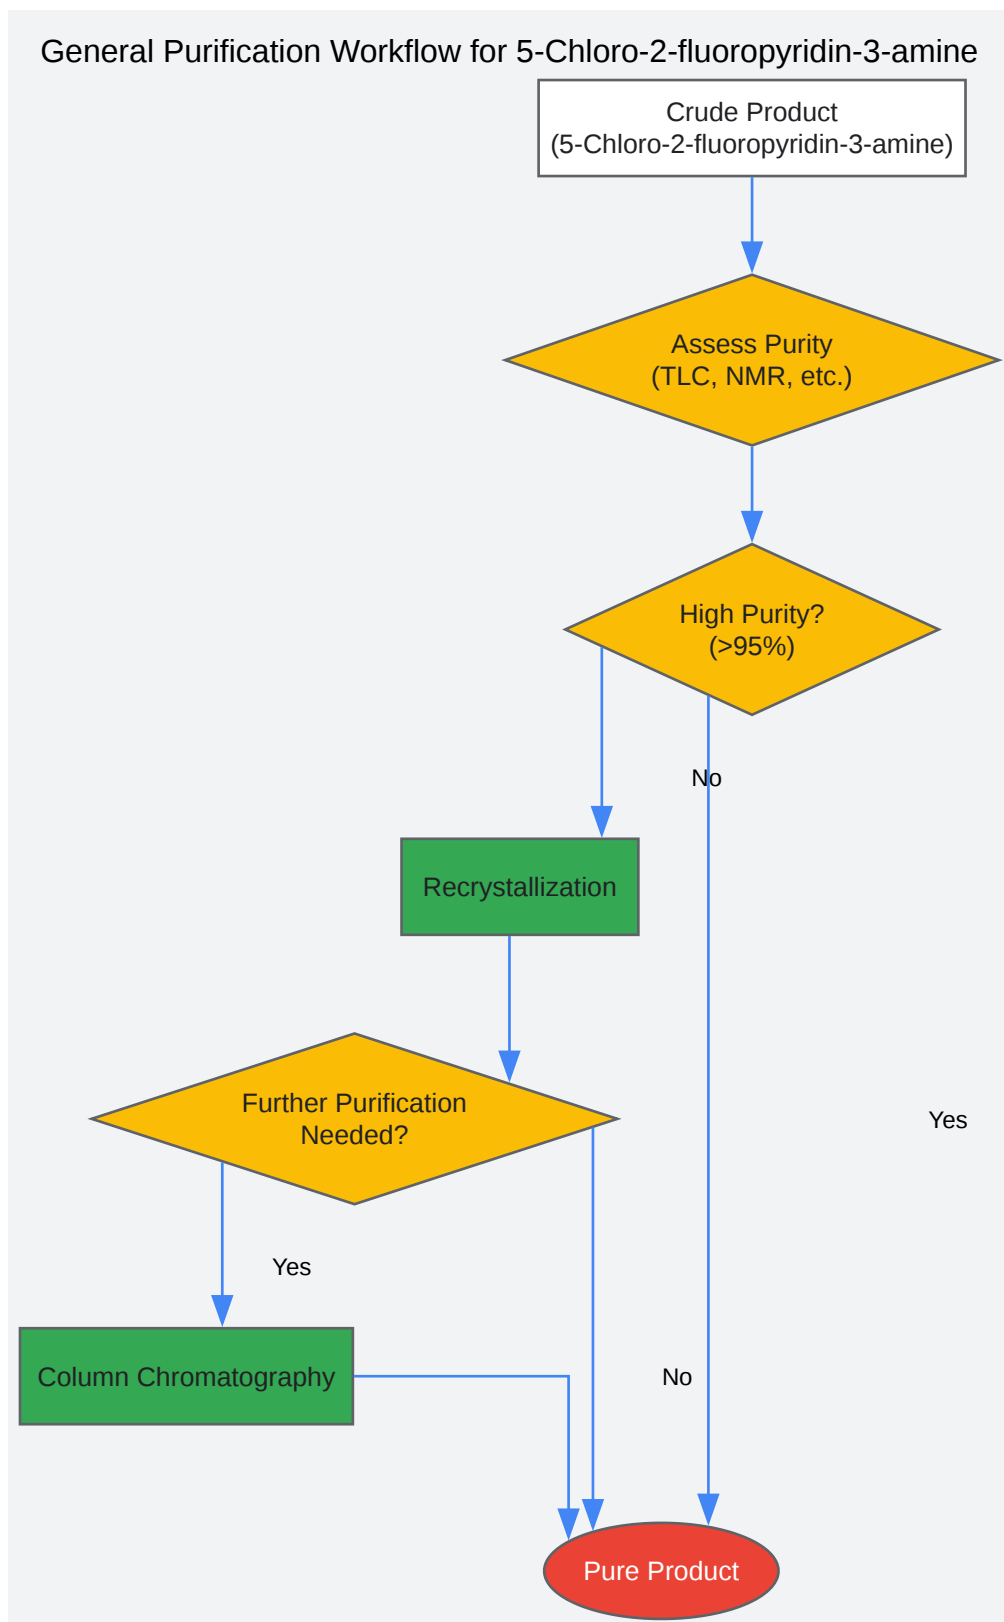 General Purification Workflow for 5-Chloro-2-fluoropyridin-3-amine
Crude Product
(5-Chloro-2-fluoropyridin-3-amine)
Assess Purity
(TLC, NMR, etc.)
High Purity?
(>95%)
No
Recrystallization
Further Purification
Needed?
Yes
Yes
Column Chromatography
No
Pure Product